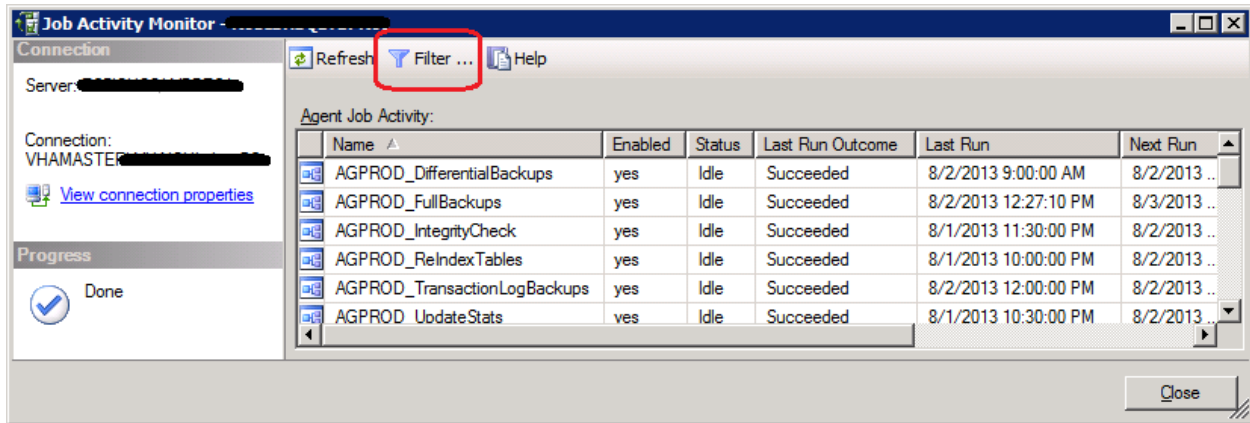 Job Activity Monitor -
Connection
Server:
Connection:
View connection properties
Progress
Done
Refresh Filter ... Help
Agent Job Activity:
Name Enabled Status Last Run Outcome Last Run Next Run
AGPROD_DifferentialBackups yes Idle Succeeded 8/2/2013 9:00:00 AM 8/2/2013 ..
AGPROD_FullBackups yes Idle Succeeded 8/2/2013 12:27:10 PM 8/3/2013 ..
AGPROD_IntegrityCheck yes Idle Succeeded 8/1/2013 11:30:00 PM 8/2/2013 ..
AGPROD_ReIndexTables yes Idle Succeeded 8/1/2013 10:00:00 PM 8/2/2013 ..
AGPROD_TransactionLogBackups yes Idle Succeeded 8/2/2013 12:00:00 PM 8/2/2013 ..
AGPROD_UpdateStats yes Idle Succeeded 8/1/2013 10:30:00 PM 8/2/2013 ..
Close